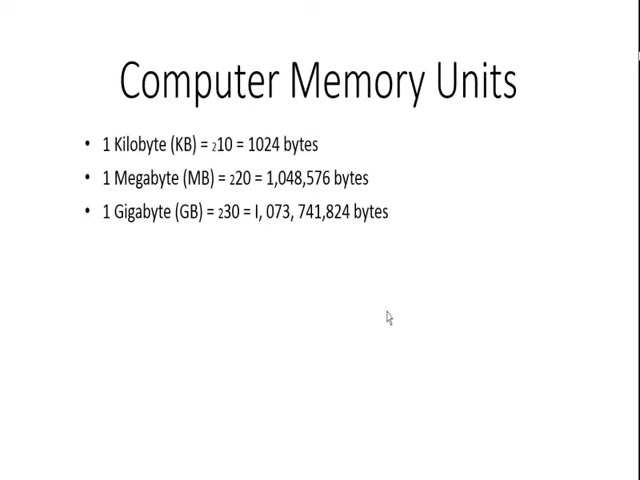 Computer Memory Units
• 1 Kilobyte (KB) = 210 = 1024 bytes
• 1 Megabyte (MB) = 220 = 1,048,576 bytes
• 1 Gigabyte (GB) = 230 = I, 073, 741,824 bytes